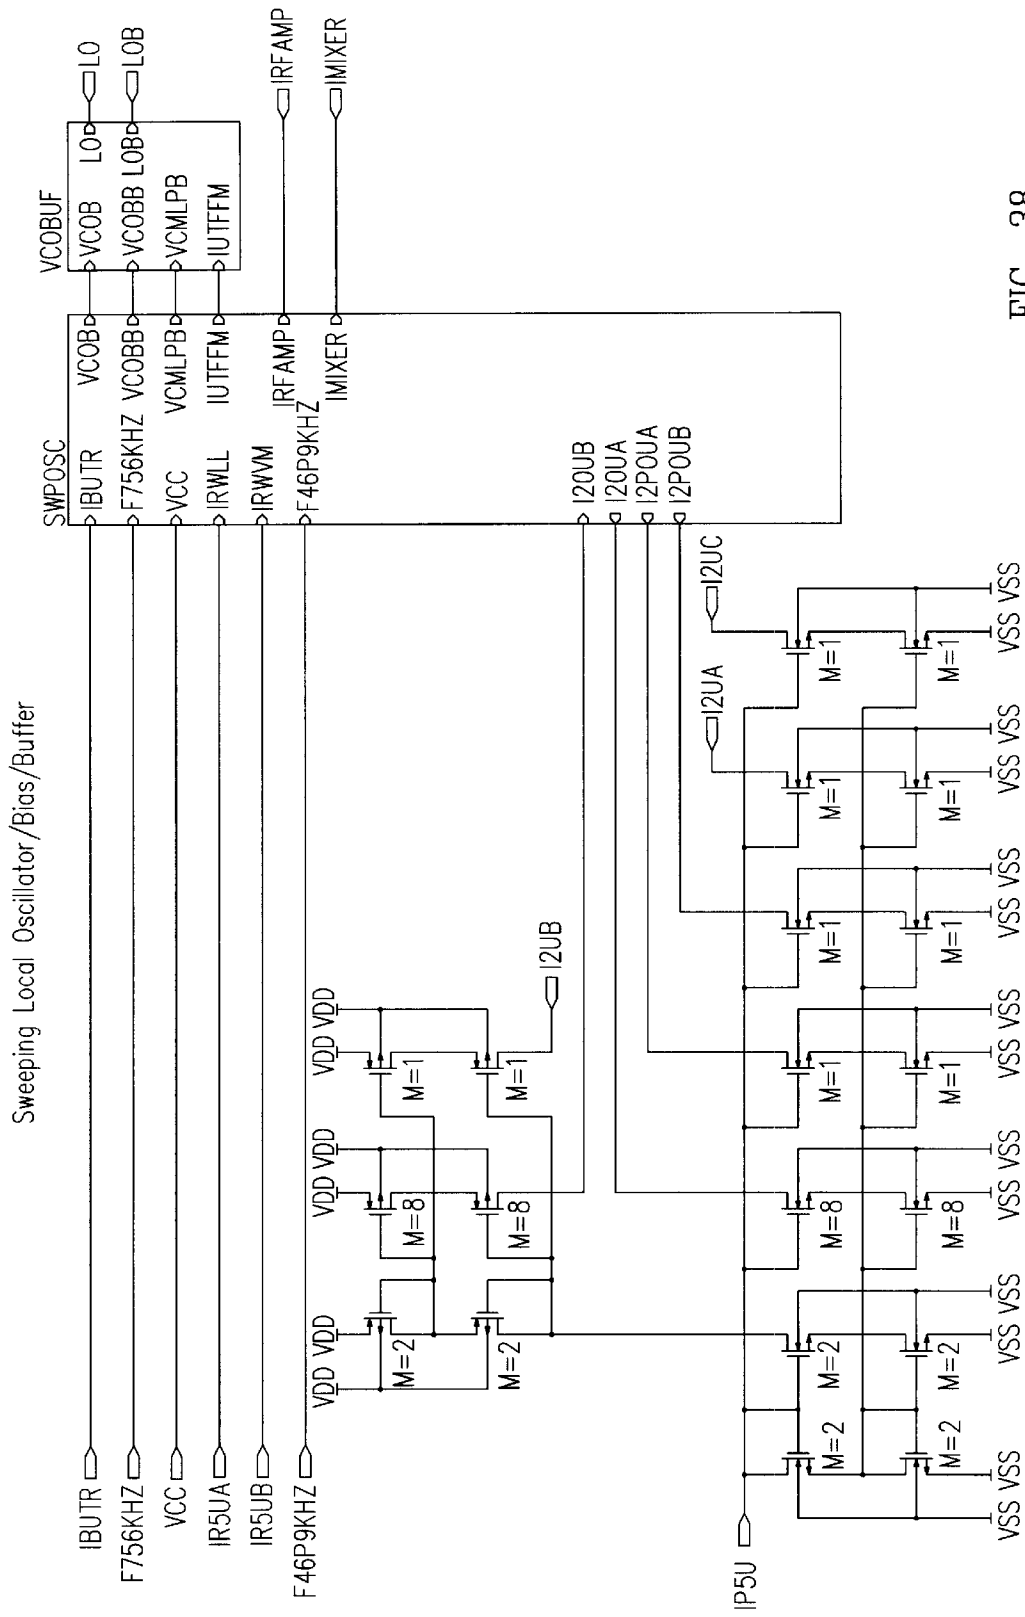 Sweeping Local Oscillator/Bias/Buffer
VCOBUF
VCOB LO
VCOBB LOB
VCMLPB
IUTFFM
LO
LOB
IRFAMP
IMIXER
SWPOSC
IBUTR VCOB
F756KHZ VCOBB
VCC VCMLPB
IRWLL IUTFFM
IRWVM IRFAMP
F46P9KHZ IMIXER
I20UB
I20UA
I2P0UA
I2P0UB
IBUTR
F756KHZ
VCC
IR5UA
IR5UB
F46P9KHZ
VDD VDD VDD VDD VDD VDD
M=2 M=8 M=1
M=2 M=8 M=1
I2UB
I2UA
I2UC
IP5U
M=2 M=2 M=8 M=1 M=1 M=1 M=1
M=2 M=2 M=8 M=1 M=1 M=1 M=1
VSS VSS VSS VSS VSS VSS VSS VSS VSS VSS VSS VSS VSS VSS
FIG. 38